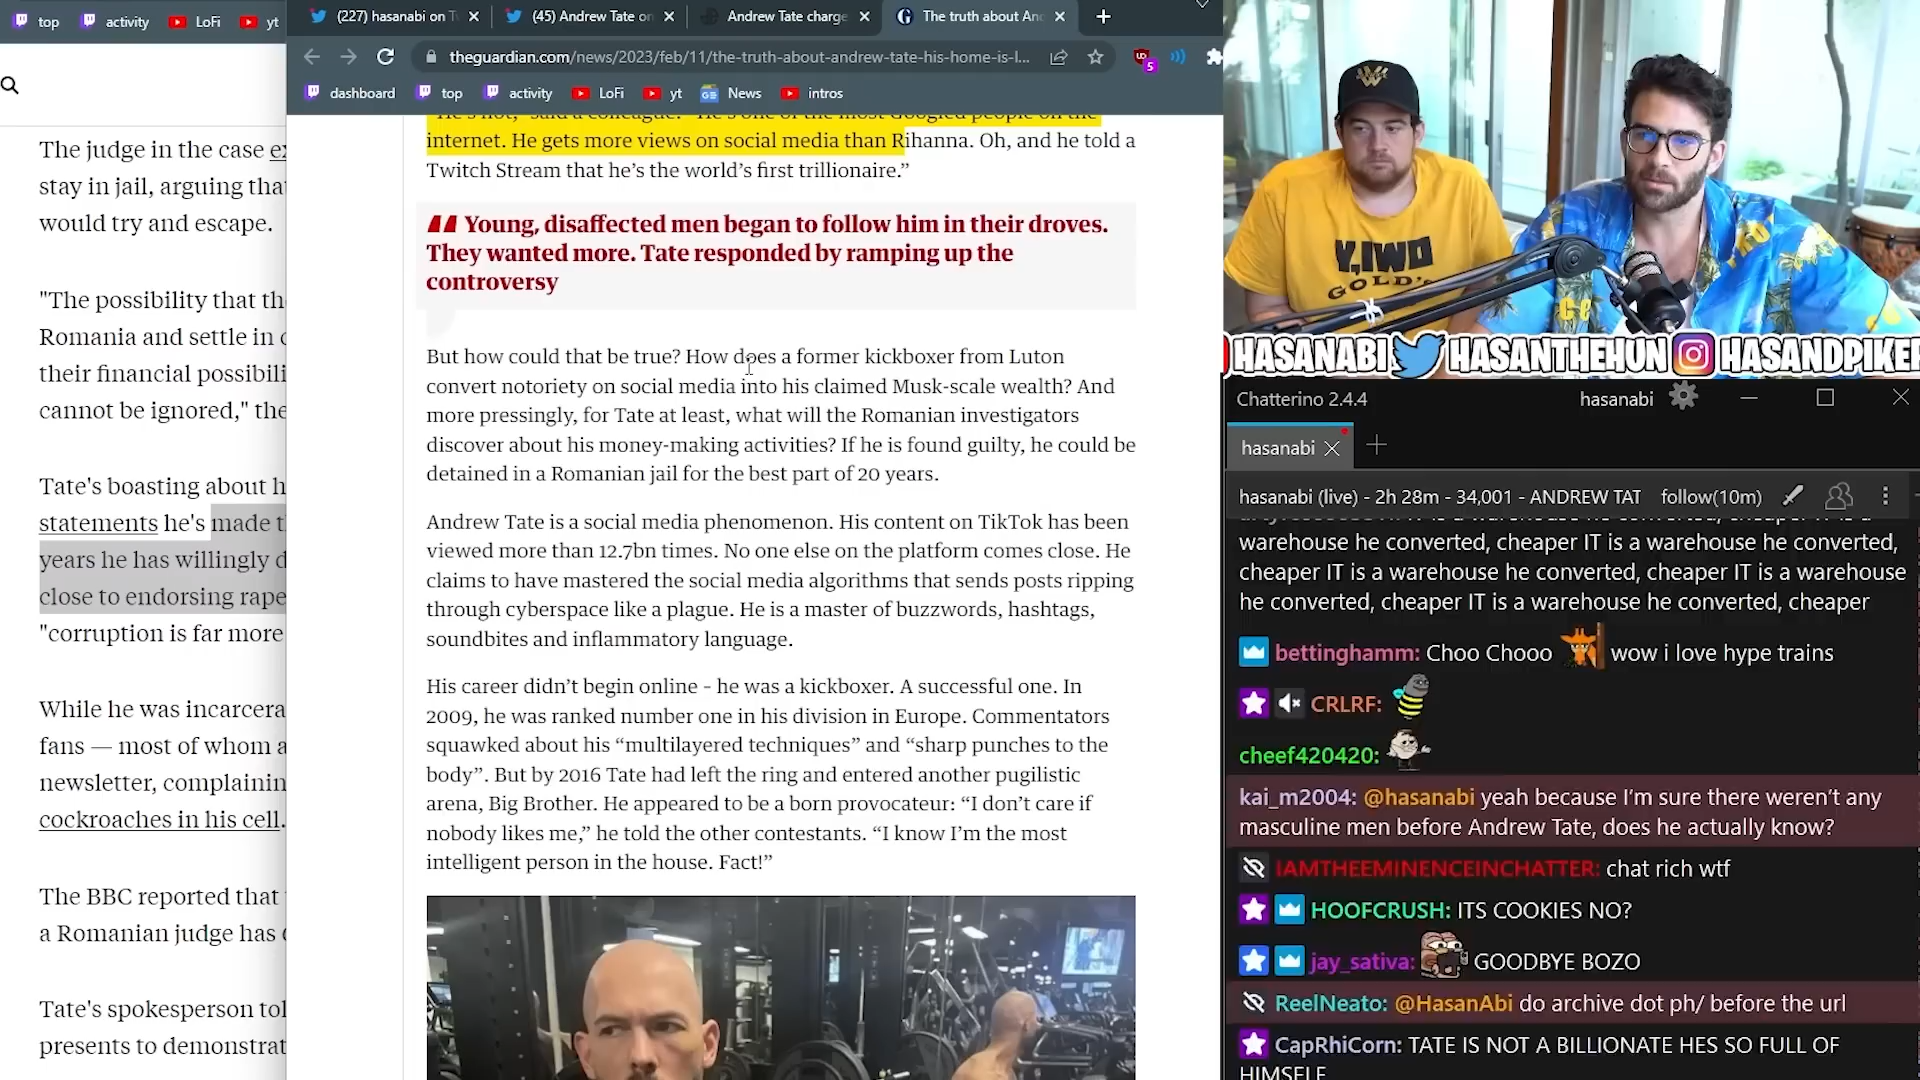 top
activity
LoFi
yt
The judge in the case ex
stay in jail, arguing tha
would try and escape.
"The possibility that th
Romania and settle in
their financial possibili
cannot be ignored," the
Tate's boasting about h
statements he's made t
years he has willingly d
close to endorsing rape
"corruption is far more
While he was incarcera
fans — most of whom a
newsletter, complainin
cockroaches in his cell.
The BBC reported that
a Romanian judge has
Tate's spokesperson tol
presents to demonstrat
(227) hasanabi on Tw
(45) Andrew Tate on
Andrew Tate charge
The truth about And
theguardian.com/news/2023/feb/11/the-truth-about-andrew-tate-his-home-is-l...
5
dashboard
top
activity
LoFi
yt
News
intros
"He's not," said a colleague. "He's one of the most Googled people on the
internet. He gets more views on social media than Rihanna. Oh, and he told a
Twitch Stream that he's the world's first trillionaire."
Young, disaffected men began to follow him in their droves.
They wanted more. Tate responded by ramping up the
controversy
But how could that be true? How does a former kickboxer from Luton
convert notoriety on social media into his claimed Musk-scale wealth? And
more pressingly, for Tate at least, what will the Romanian investigators
discover about his money-making activities? If he is found guilty, he could be
detained in a Romanian jail for the best part of 20 years.
Andrew Tate is a social media phenomenon. His content on TikTok has been
viewed more than 12.7bn times. No one else on the platform comes close. He
claims to have mastered the social media algorithms that sends posts ripping
through cyberspace like a plague. He is a master of buzzwords, hashtags,
soundbites and inflammatory language.
His career didn't begin online – he was a kickboxer. A successful one. In
2009, he was ranked number one in his division in Europe. Commentators
squawked about his “multilayered techniques” and “sharp punches to the
body”. But by 2016 Tate had left the ring and entered another pugilistic
arena, Big Brother. He appeared to be a born provocateur: “I don't care if
nobody likes me,” he told the other contestants. “I know I'm the most
intelligent person in the house. Fact!”
GOLD'S
HASANABI HASANTHEHUN HASANDPIKER
Chatterino 2.4.4
hasanabi
hasanabi
hasanabi (live) - 2h 28m - 34,001 - ANDREW TAT
follow(10m)
warehouse he converted, cheaper IT is a warehouse he converted,
cheaper IT is a warehouse he converted, cheaper IT is a warehouse
he converted, cheaper IT is a warehouse he converted, cheaper
bettinghamm: Choo Chooo wow i love hype trains
CRLRF:
cheef420420:
kai_m2004: @hasanabi yeah because I'm sure there weren't any
masculine men before Andrew Tate, does he actually know?
IAMTHEEMINENCEINCHATTER: chat rich wtf
HOOFCRUSH: ITS COOKIES NO?
jay_sativa: GOODBYE BOZO
ReelNeato: @HasanAbi do archive dot ph/ before the url
CapRhiCorn: TATE IS NOT A BILLIONATE HES SO FULL OF
HIMSELF